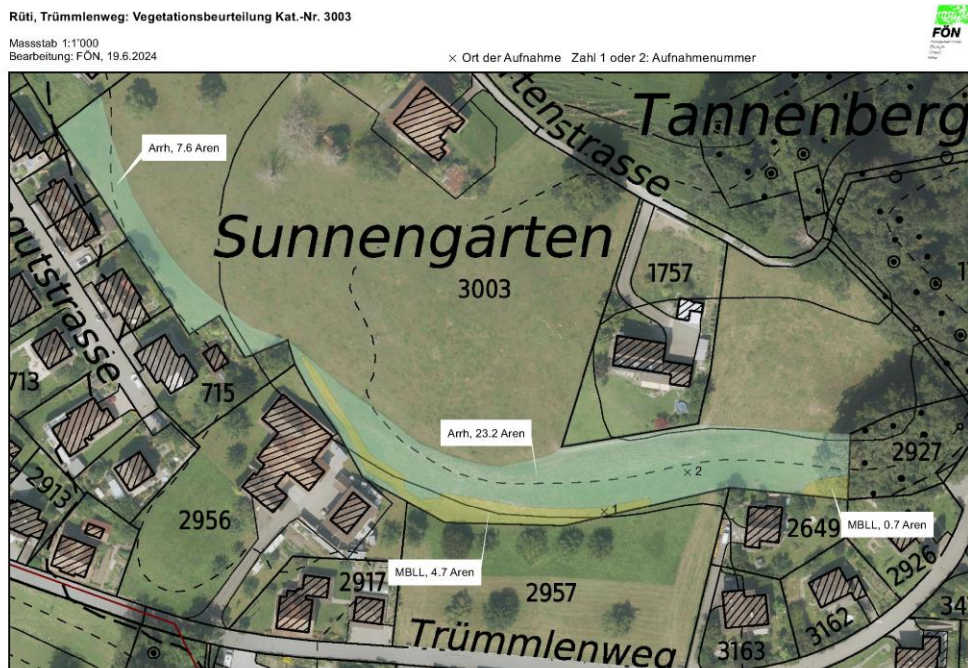 Rüti, Trümmlenweg: Vegetationsbeurteilung Kat.-Nr. 3003
Massstab 1:1'000
Bearbeitung: FÖN, 19.6.2024
× Ort der Aufnahme Zahl 1 oder 2: Aufnahmenummer
FÖN
Tannenberg
rtenstrasse
Arrh, 7.6 Aren
Sunnengarten
1757
3003
gutstrasse
713
715
Arrh, 23.2 Aren
2927
× 2
2913
2956
× 1
2649
MBLL, 0.7 Aren
MBLL, 4.7 Aren
2926
2917
2957
3162
Trümmlenweg
3163